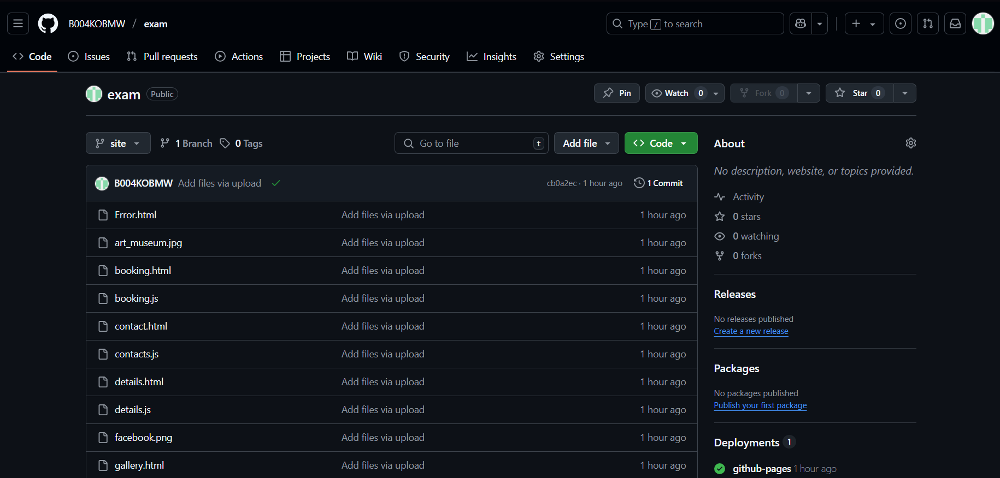 B004KOBMW / exam
Type / to search
Code
Issues
Pull requests
Actions
Projects
Wiki
Security
Insights
Settings
exam Public
Pin
Watch 0
Fork 0
Star 0
site
1 Branch
0 Tags
Go to file t
Add file
Code
B004KOBMW Add files via upload
cb0a2ec · 1 hour ago
1 Commit
Error.html Add files via upload 1 hour ago
art_museum.jpg Add files via upload 1 hour ago
booking.html Add files via upload 1 hour ago
booking.js Add files via upload 1 hour ago
contact.html Add files via upload 1 hour ago
contacts.js Add files via upload 1 hour ago
details.html Add files via upload 1 hour ago
details.js Add files via upload 1 hour ago
facebook.png Add files via upload 1 hour ago
gallery.html Add files via upload 1 hour ago
About
No description, website, or topics provided.
Activity
0 stars
0 watching
0 forks
Releases
No releases published
Create a new release
Packages
No packages published
Publish your first package
Deployments 1
github-pages 1 hour ago